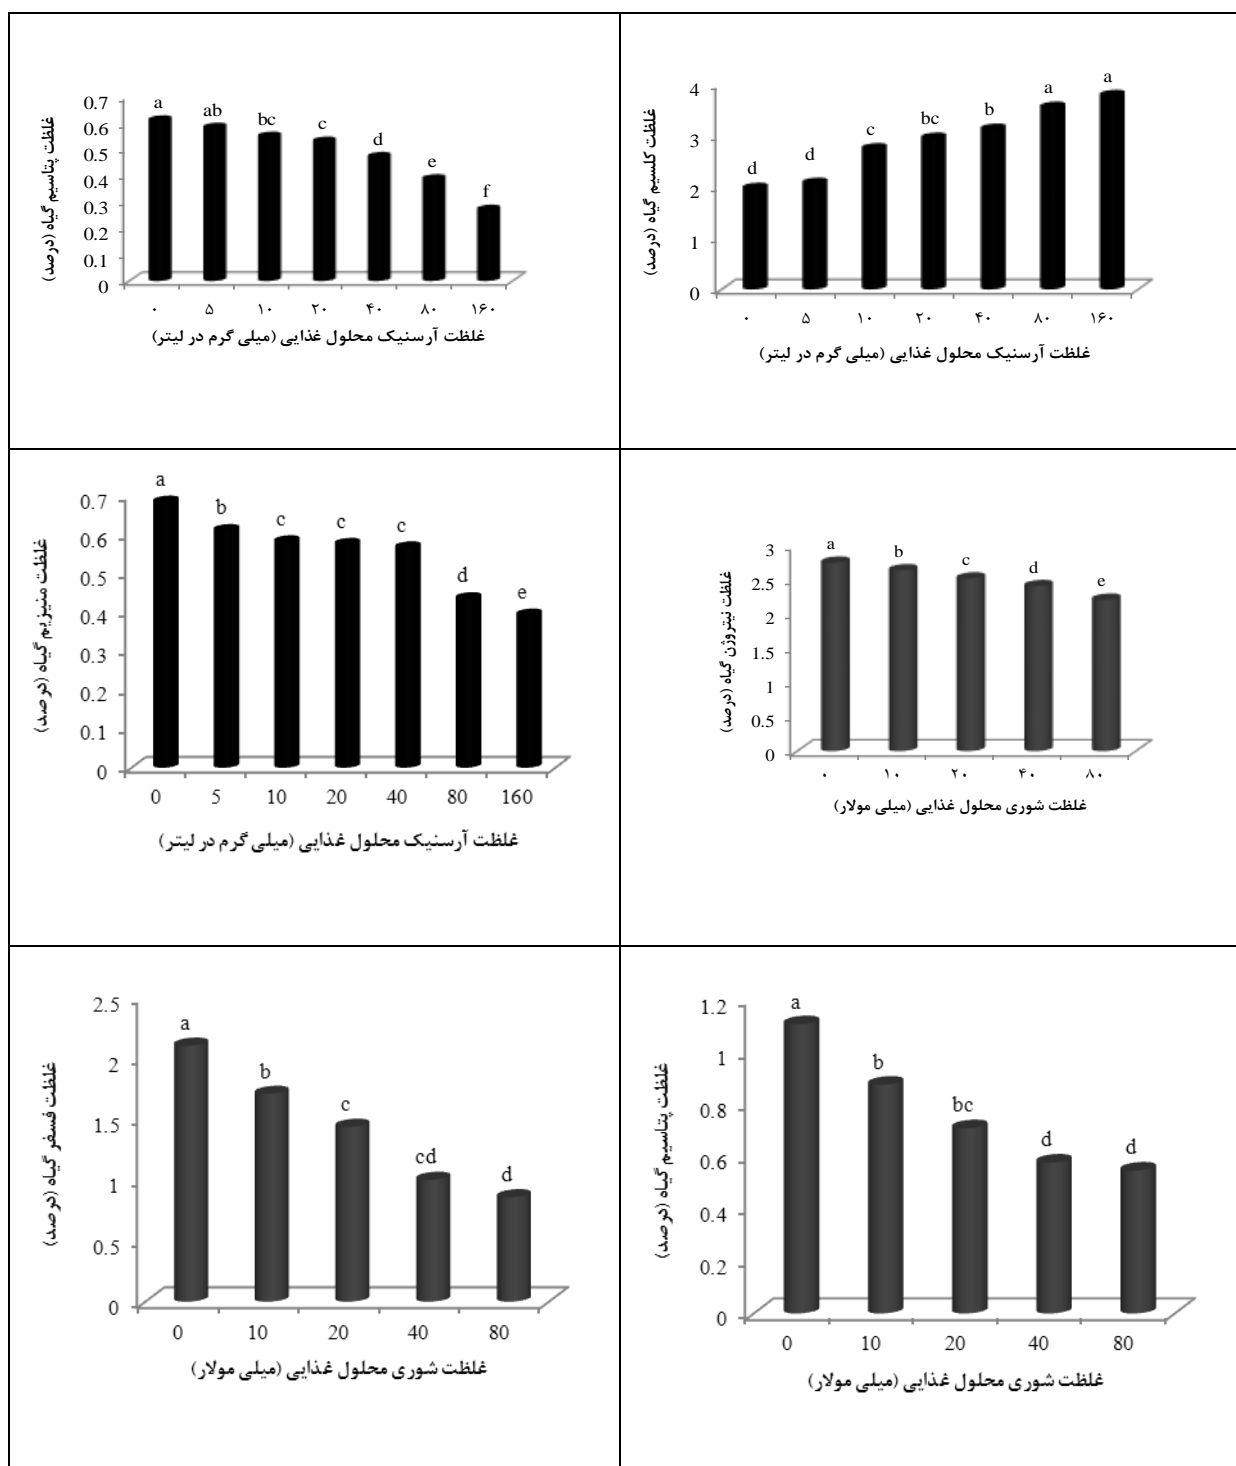 a
ab
bc
c
d
e
f
0.7
0.6
0.5
0.4
0.3
0.2
0.1
0
غلظت پتاسیم گیاه (درصد)
۰ ۵ ۱۰ ۲۰ ۴۰ ۸۰ ۱۶۰
غلظت آرسنیک محلول غذایی (میلی گرم در لیتر)
d
d
c
bc
b
a
a
4
3
2
1
0
غلظت کلسیم گیاه (درصد)
۰ ۵ ۱۰ ۲۰ ۴۰ ۸۰ ۱۶۰
غلظت آرسنیک محلول غذایی (میلی گرم در لیتر)
a
b
c
c
c
d
e
0.7
0.6
0.5
0.4
0.3
0.2
0.1
0
غلظت منیزیم گیاه (درصد)
0 5 10 20 40 80 160
غلظت آرسنیک محلول غذایی (میلی گرم در لیتر)
a
b
c
d
e
3
2.5
2
1.5
1
0.5
0
غلظت نیتروژن گیاه (درصد)
۰ ۱۰ ۲۰ ۴۰ ۸۰
غلظت شوری محلول غذایی (میلی مولار)
a
b
c
cd
d
2.5
2
1.5
1
0.5
0
غلظت فسفر گیاه (درصد)
0 10 20 40 80
غلظت شوری محلول غذایی (میلی مولار)
a
b
bc
d
d
1.2
1
0.8
0.6
0.4
0.2
0
غلظت پتاسیم گیاه (درصد)
0 10 20 40 80
غلظت شوری محلول غذایی (میلی مولار)